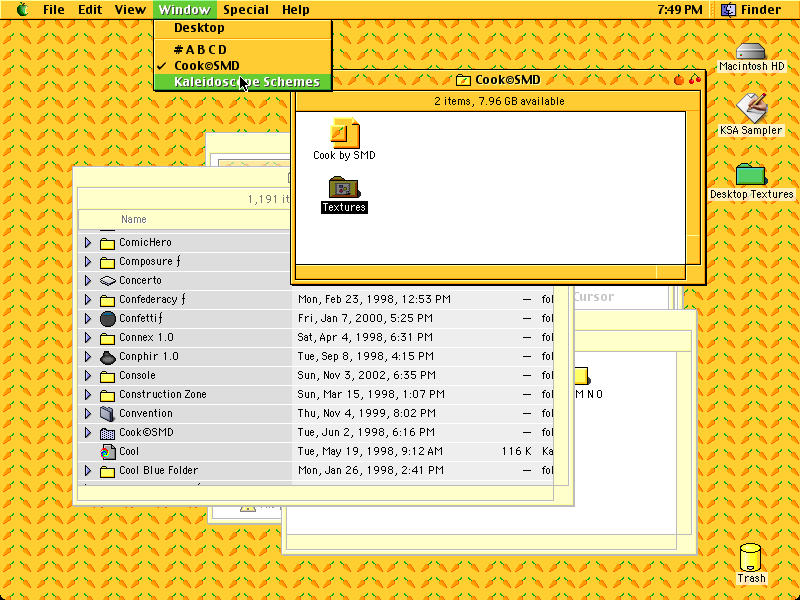 File Edit View Window Special Help 7:49 PM Finder
Desktop
# A B C D
✓ Cook©SMD
Kaleidoscope Schemes
Cook©SMD
2 items, 7.96 GB available
Cook by SMD
Textures
Macintosh HD
KSA Sampler
Desktop Textures
1,191 it
Name
ComicHero
Composure ƒ
Concerto
Confederacy ƒ Mon, Feb 23, 1998, 12:53 PM — fol
Confettiƒ Fri, Jan 7, 2000, 5:25 PM — fol
Connex 1.0 Sat, Apr 4, 1998, 6:31 PM — fol
Conphir 1.0 Tue, Sep 8, 1998, 4:15 PM — fol
Console Sun, Nov 3, 2002, 6:35 PM — fol
Construction Zone Sun, Mar 15, 1998, 1:07 PM — fol
Convention Thu, Nov 4, 1999, 8:02 PM — fol
Cook©SMD Tue, Jun 2, 1998, 6:16 PM — fol
Cool Tue, May 19, 1998, 9:12 AM 116 K Ka
Cool Blue Folder Mon, Jan 26, 1998, 2:41 PM — fol
Cursor
M N O
Trash